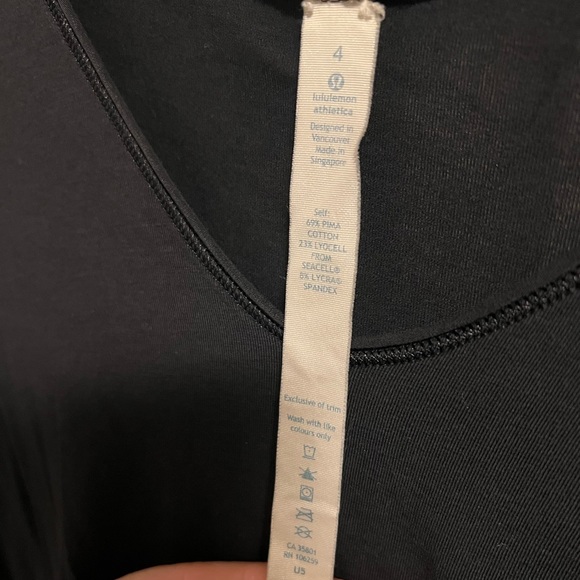 4
lululemon
athletica
Designed in
Vancouver
Made in
Singapore
Self:
69% PIMA
COTTON
23% LYOCELL
FROM
SEACELL®
8% LYCRA®
SPANDEX
Exclusive of trim
Wash with like
colours only
CA 35801
RN 106259
US